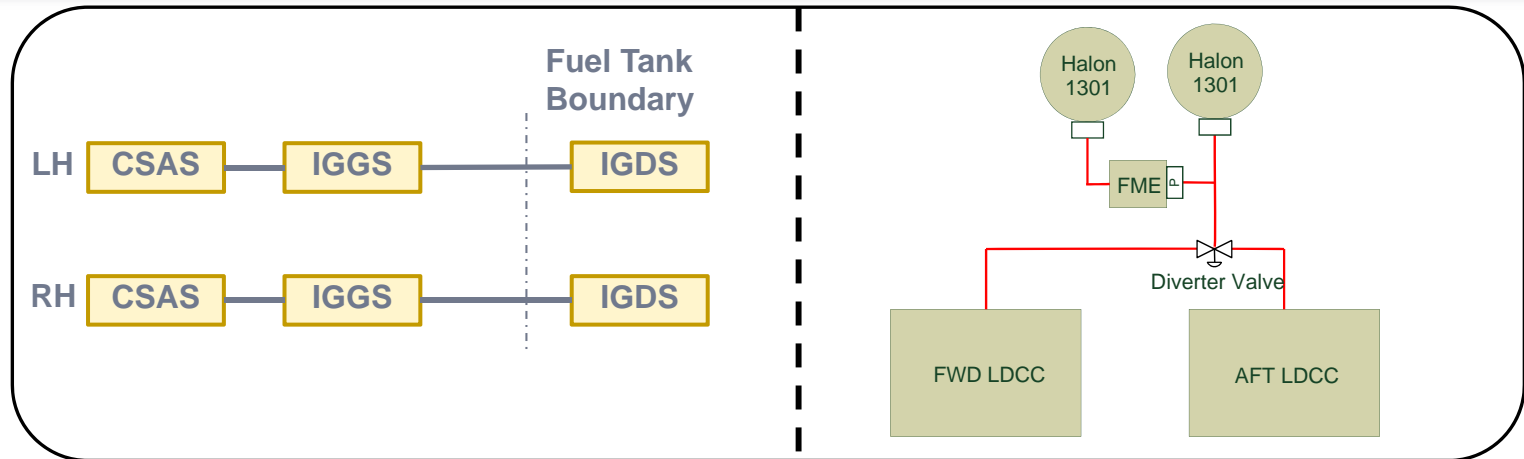 Fuel Tank
Boundary
LH
CSAS
IGGS
IGDS
RH
CSAS
IGGS
IGDS
Halon
1301
Halon
1301
FME
P
Diverter Valve
FWD LDCC
AFT LDCC